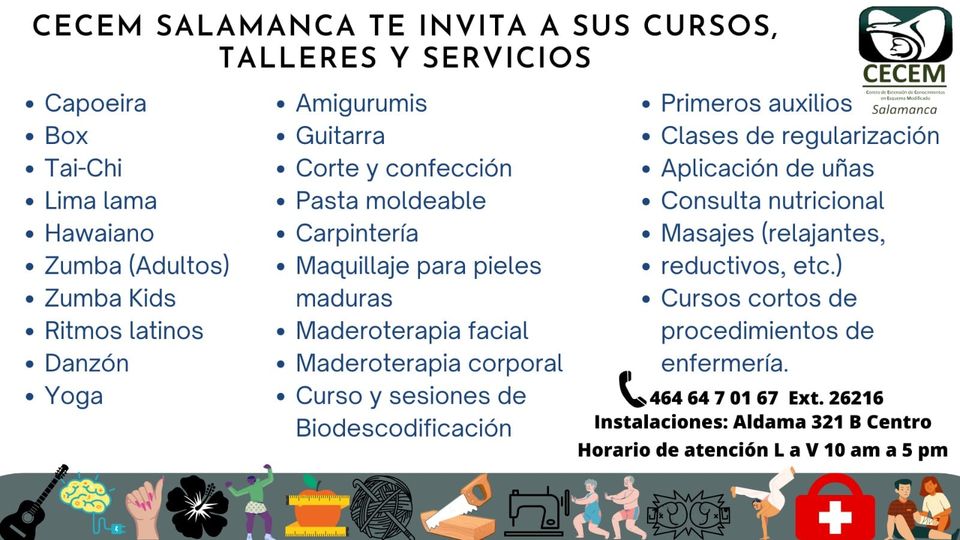 CECEM SALAMANCA TE INVITA A SUS CURSOS,
TALLERES Y SERVICIOS
CECEM
Centro de Extensión de Conocimientos
en Esquema Modificado
Salamanca
• Capoeira
• Box
• Tai-Chi
• Lima lama
• Hawaiano
• Zumba (Adultos)
• Zumba Kids
• Ritmos latinos
• Danzón
• Yoga
• Amigurumis
• Guitarra
• Corte y confección
• Pasta moldeable
• Carpintería
• Maquillaje para pieles
maduras
• Maderoterapia facial
• Maderoterapia corporal
• Curso y sesiones de
Biodescodificación
• Primeros auxilios
• Clases de regularización
• Aplicación de uñas
• Consulta nutricional
• Masajes (relajantes,
• reductivos, etc.)
• Cursos cortos de
procedimientos de
enfermería.
464 64 7 01 67 Ext. 26216
Instalaciones: Aldama 321 B Centro
Horario de atención L a V 10 am a 5 pm